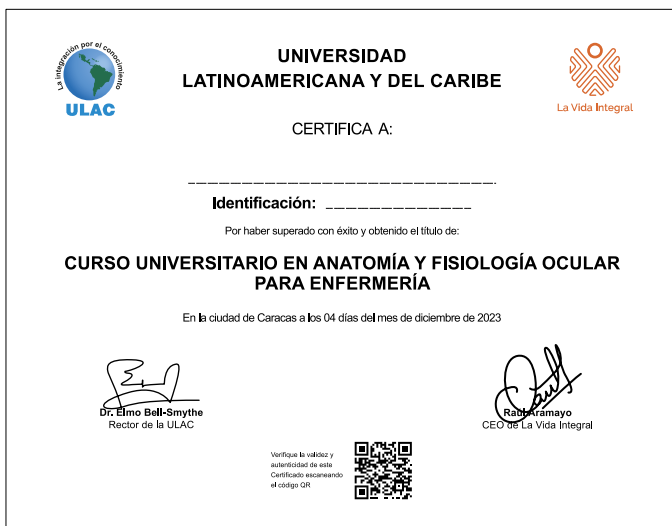 La integración por el conocimiento
ULAC
UNIVERSIDAD
LATINOAMERICANA Y DEL CARIBE
La Vida Integral
CERTIFICA A:
Identificación:
Por haber superado con éxito y obtenido el título de:
CURSO UNIVERSITARIO EN ANATOMÍA Y FISIOLOGÍA OCULAR
PARA ENFERMERÍA
En la ciudad de Caracas a los 04 días del mes de diciembre de 2023
Dr. Elmo Bell-Smythe
Rector de la ULAC
Raúl Aramayo
CEO de La Vida Integral
Verifique la validez y
autenticidad de este
Certificado escaneando
el código QR